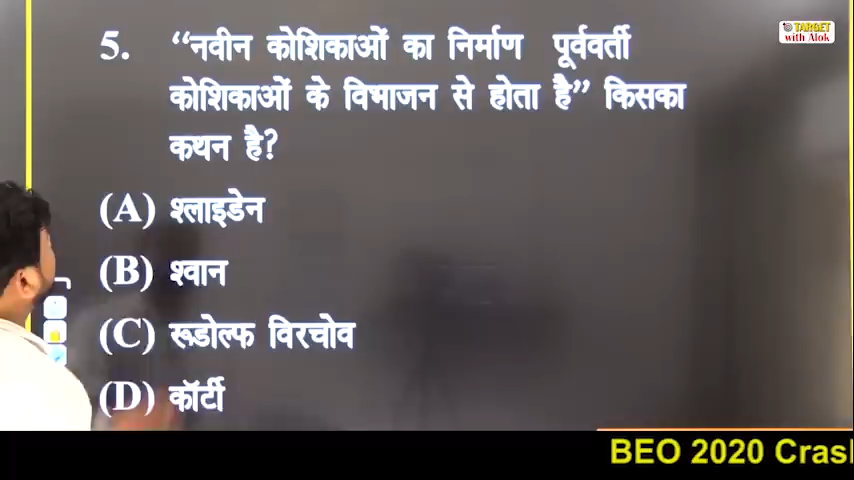 TARGET
with Alok
5. “नवीन कोशिकाओं का निर्माण पूर्ववर्ती
कोशिकाओं के विभाजन से होता है” किसका
कथन है?
(A) श्लाइडेन
(B) श्वान
(C) रूडोल्फ विरचोव
(D) कॉर्टी
BEO 2020 Crash